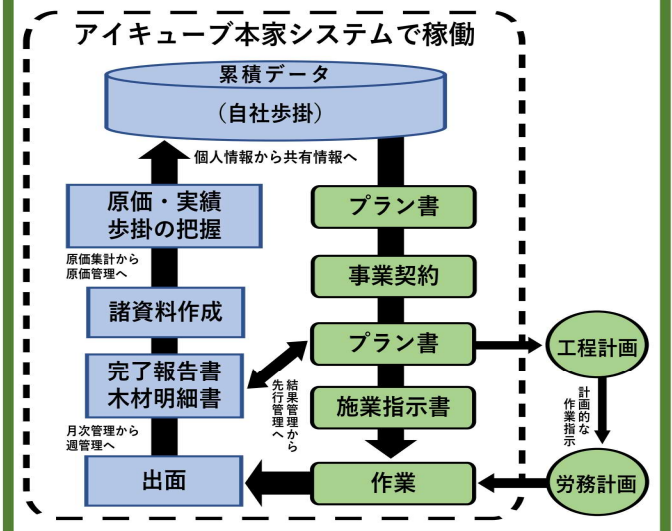 アイキューブ本家システムで稼働
累積データ
（自社歩掛）
個人情報から共有情報へ
原価・実績
歩掛の把握
プラン書
原価集計から
原価管理へ
事業契約
諸資料作成
プラン書
工程計画
完了報告書
木材明細書
結果管理から
先行管理へ
施業指示書
計画的な
作業指示
月次管理から
週管理へ
出面
作業
労務計画